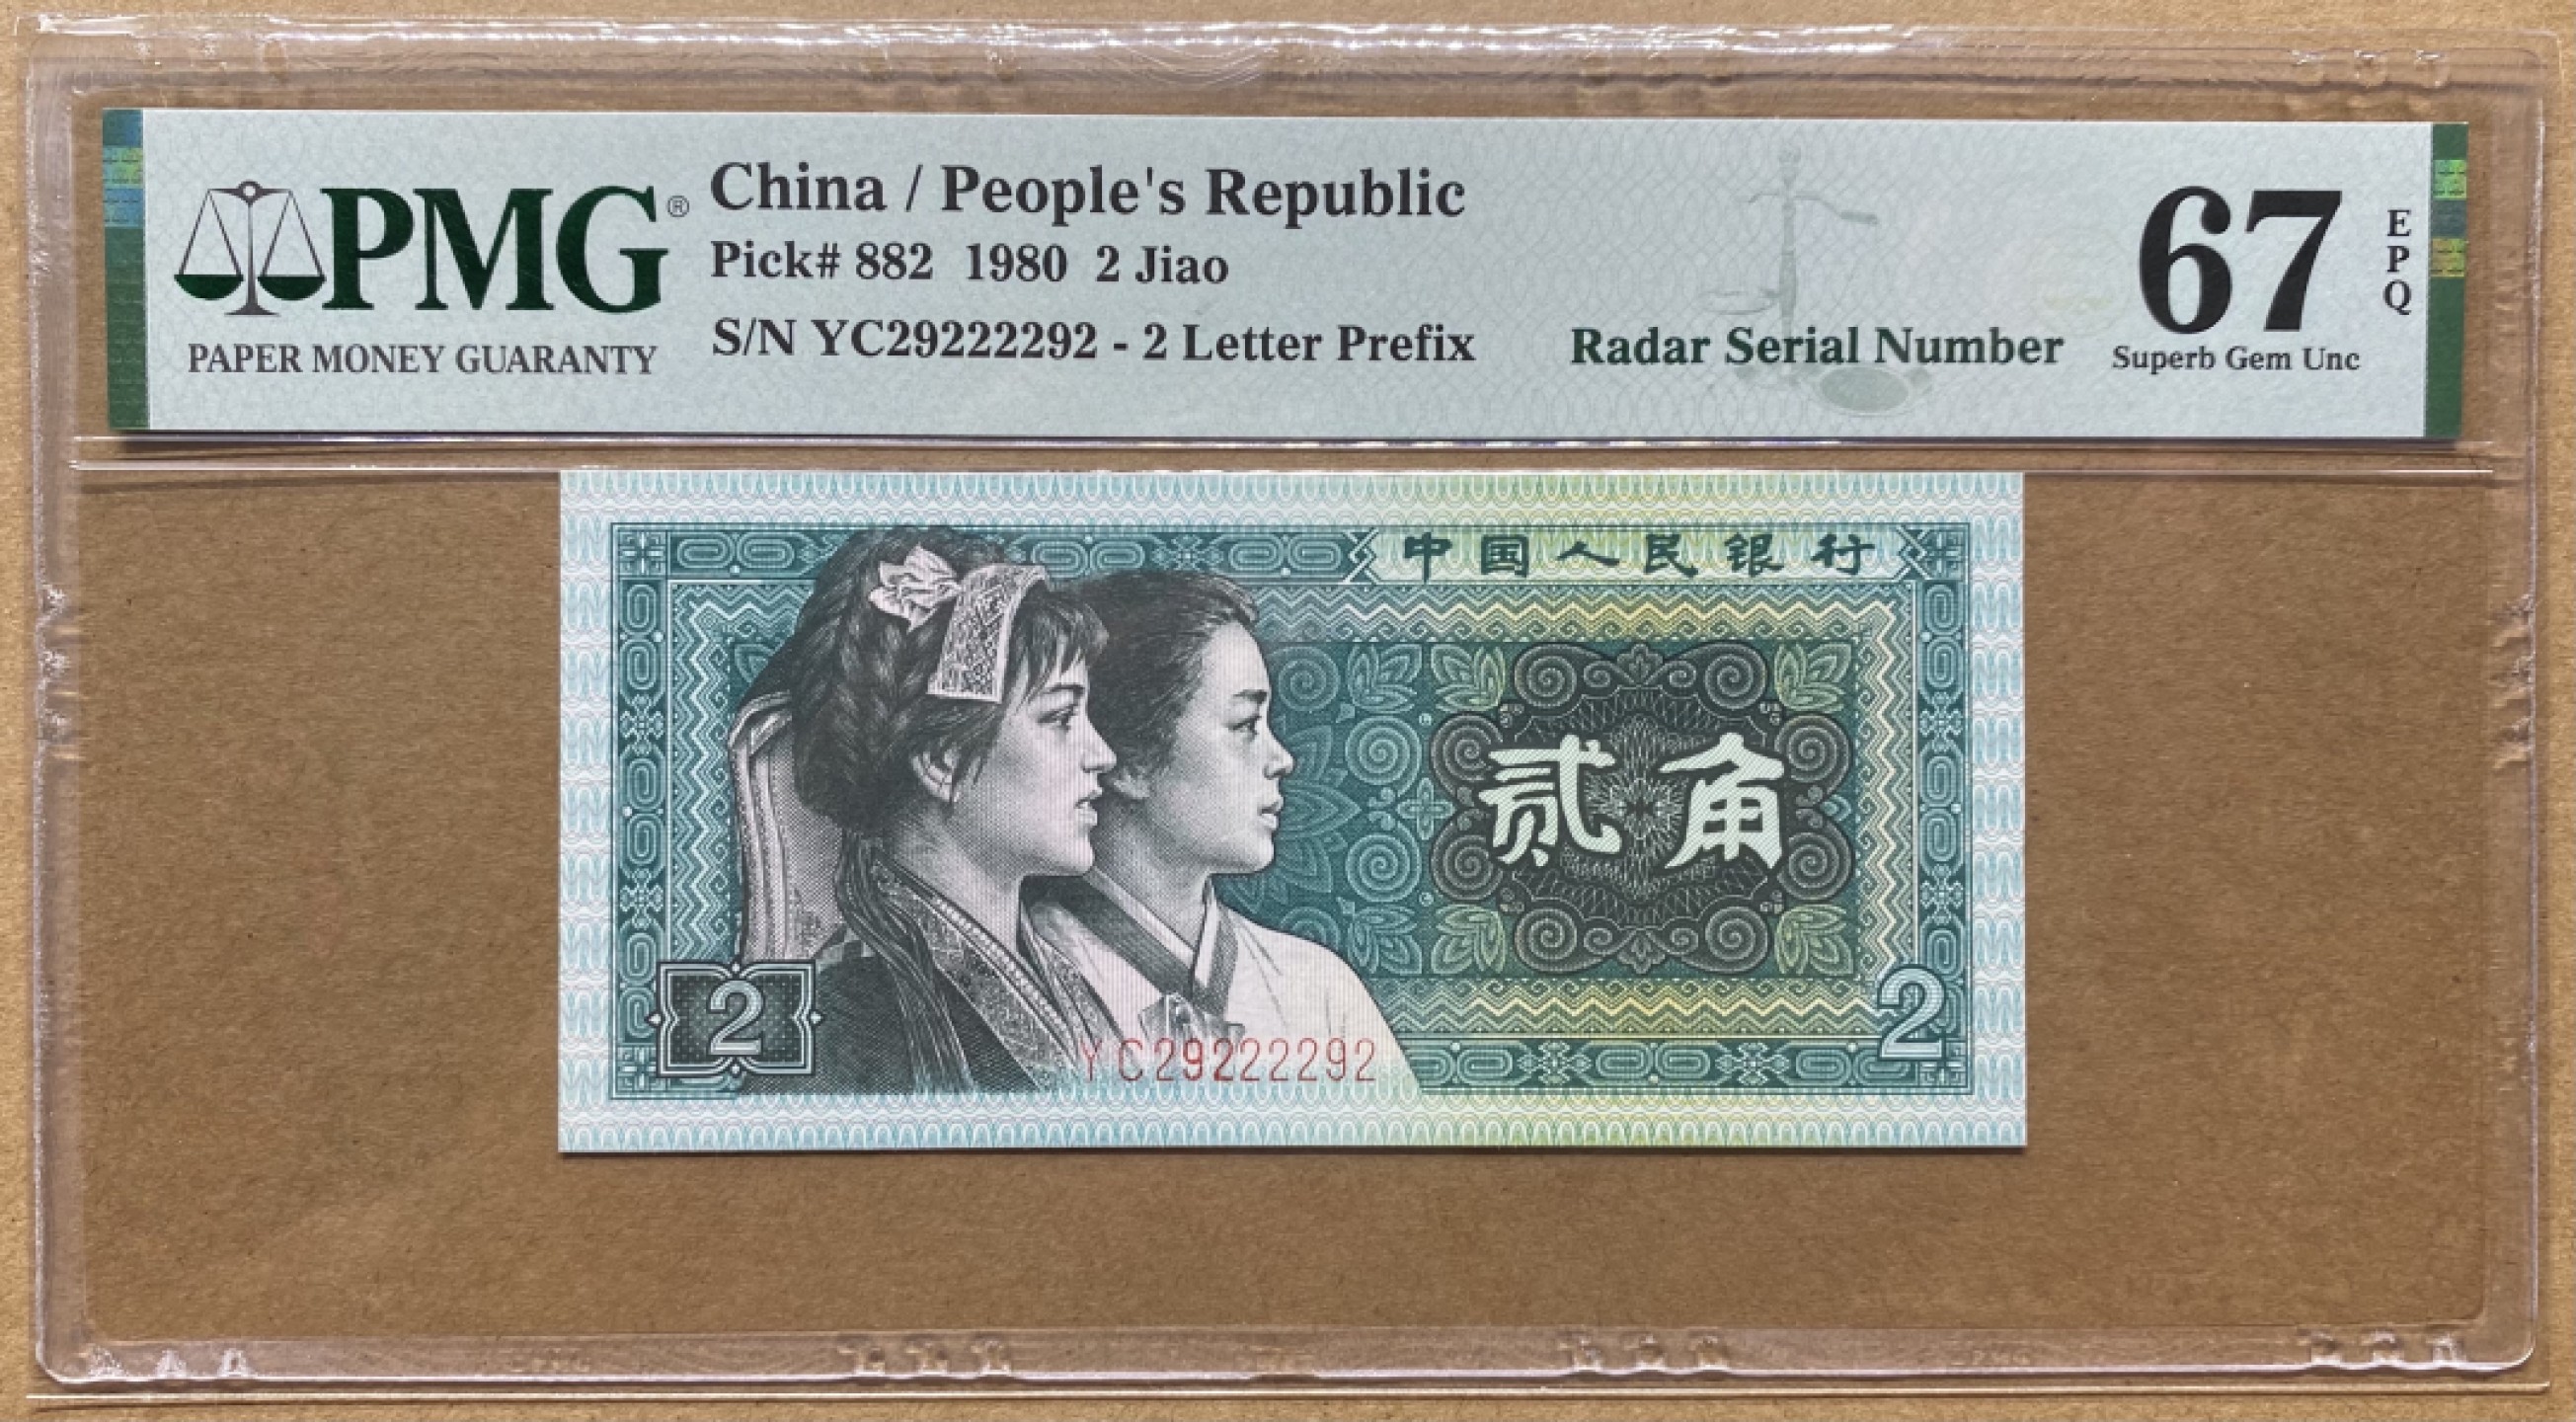 PMG®
PAPER MONEY GUARANTY
China / People's Republic
Pick# 882 1980 2 Jiao
S/N YC29222292 - 2 Letter Prefix
Radar Serial Number
67
EPQ
Superb Gem Unc
中国人民银行
贰角
2
2
YC29222292